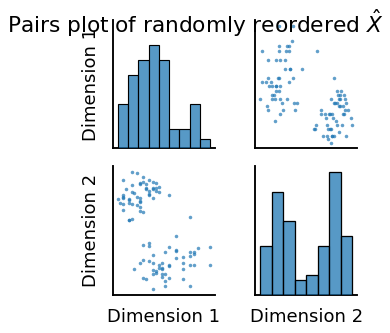 Pairs plot of randomly reordered X̂
Dimension 1
Dimension 2
Dimension 1
Dimension 2